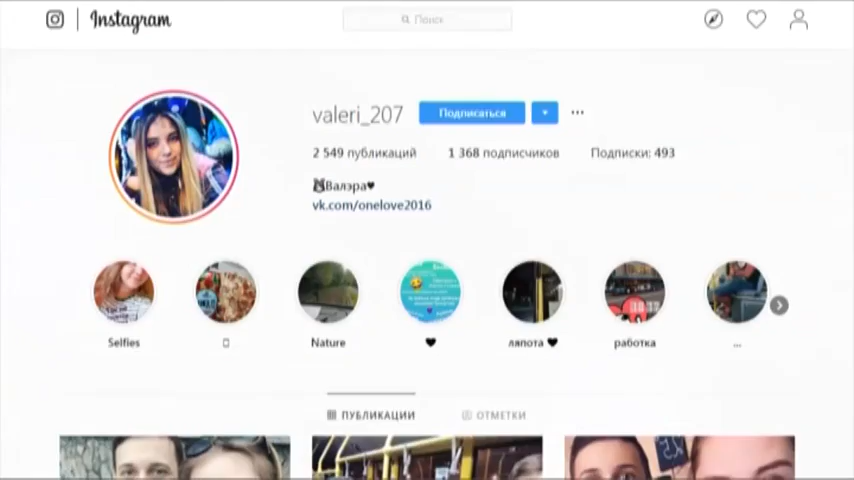 Instagram
Поиск
valeri_207
Подписаться
2 549 публикаций 1 368 подписчиков Подписки: 493
Валэра♥
vk.com/onelove2016
Selfies
Nature
♥
ляпота ♥
работка
...
ПУБЛИКАЦИИ
ОТМЕТКИ